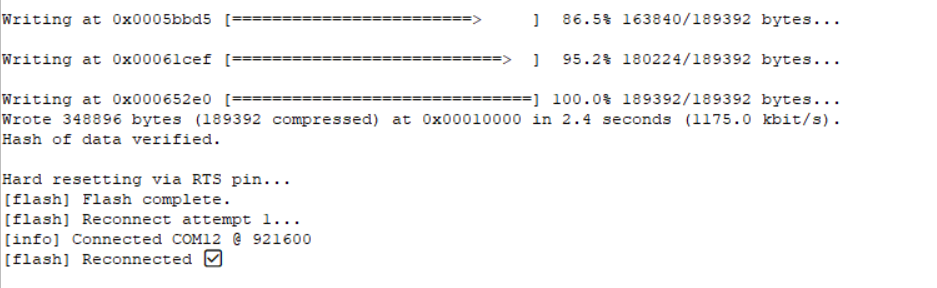 Writing at 0x0005bbd5 [========================>     ]  86.5% 163840/189392 bytes...
Writing at 0x00061cef [===========================>  ]  95.2% 180224/189392 bytes...
Writing at 0x000652e0 [==============================] 100.0% 189392/189392 bytes...
Wrote 348896 bytes (189392 compressed) at 0x00010000 in 2.4 seconds (1175.0 kbit/s).
Hash of data verified.
Hard resetting via RTS pin...
[flash] Flash complete.
[flash] Reconnect attempt 1...
[info] Connected COM12 @ 921600
[flash] Reconnected ☑